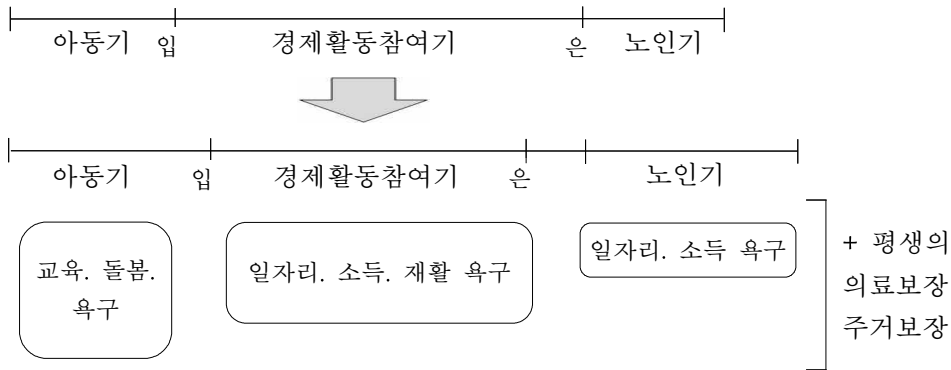 아동기 입 경제활동참여기 은 노인기
아동기 입 경제활동참여기 은 노인기
교육. 돌봄.
욕구
일자리. 소득. 재활 욕구
일자리. 소득 욕구
+ 평생의
의료보장
주거보장